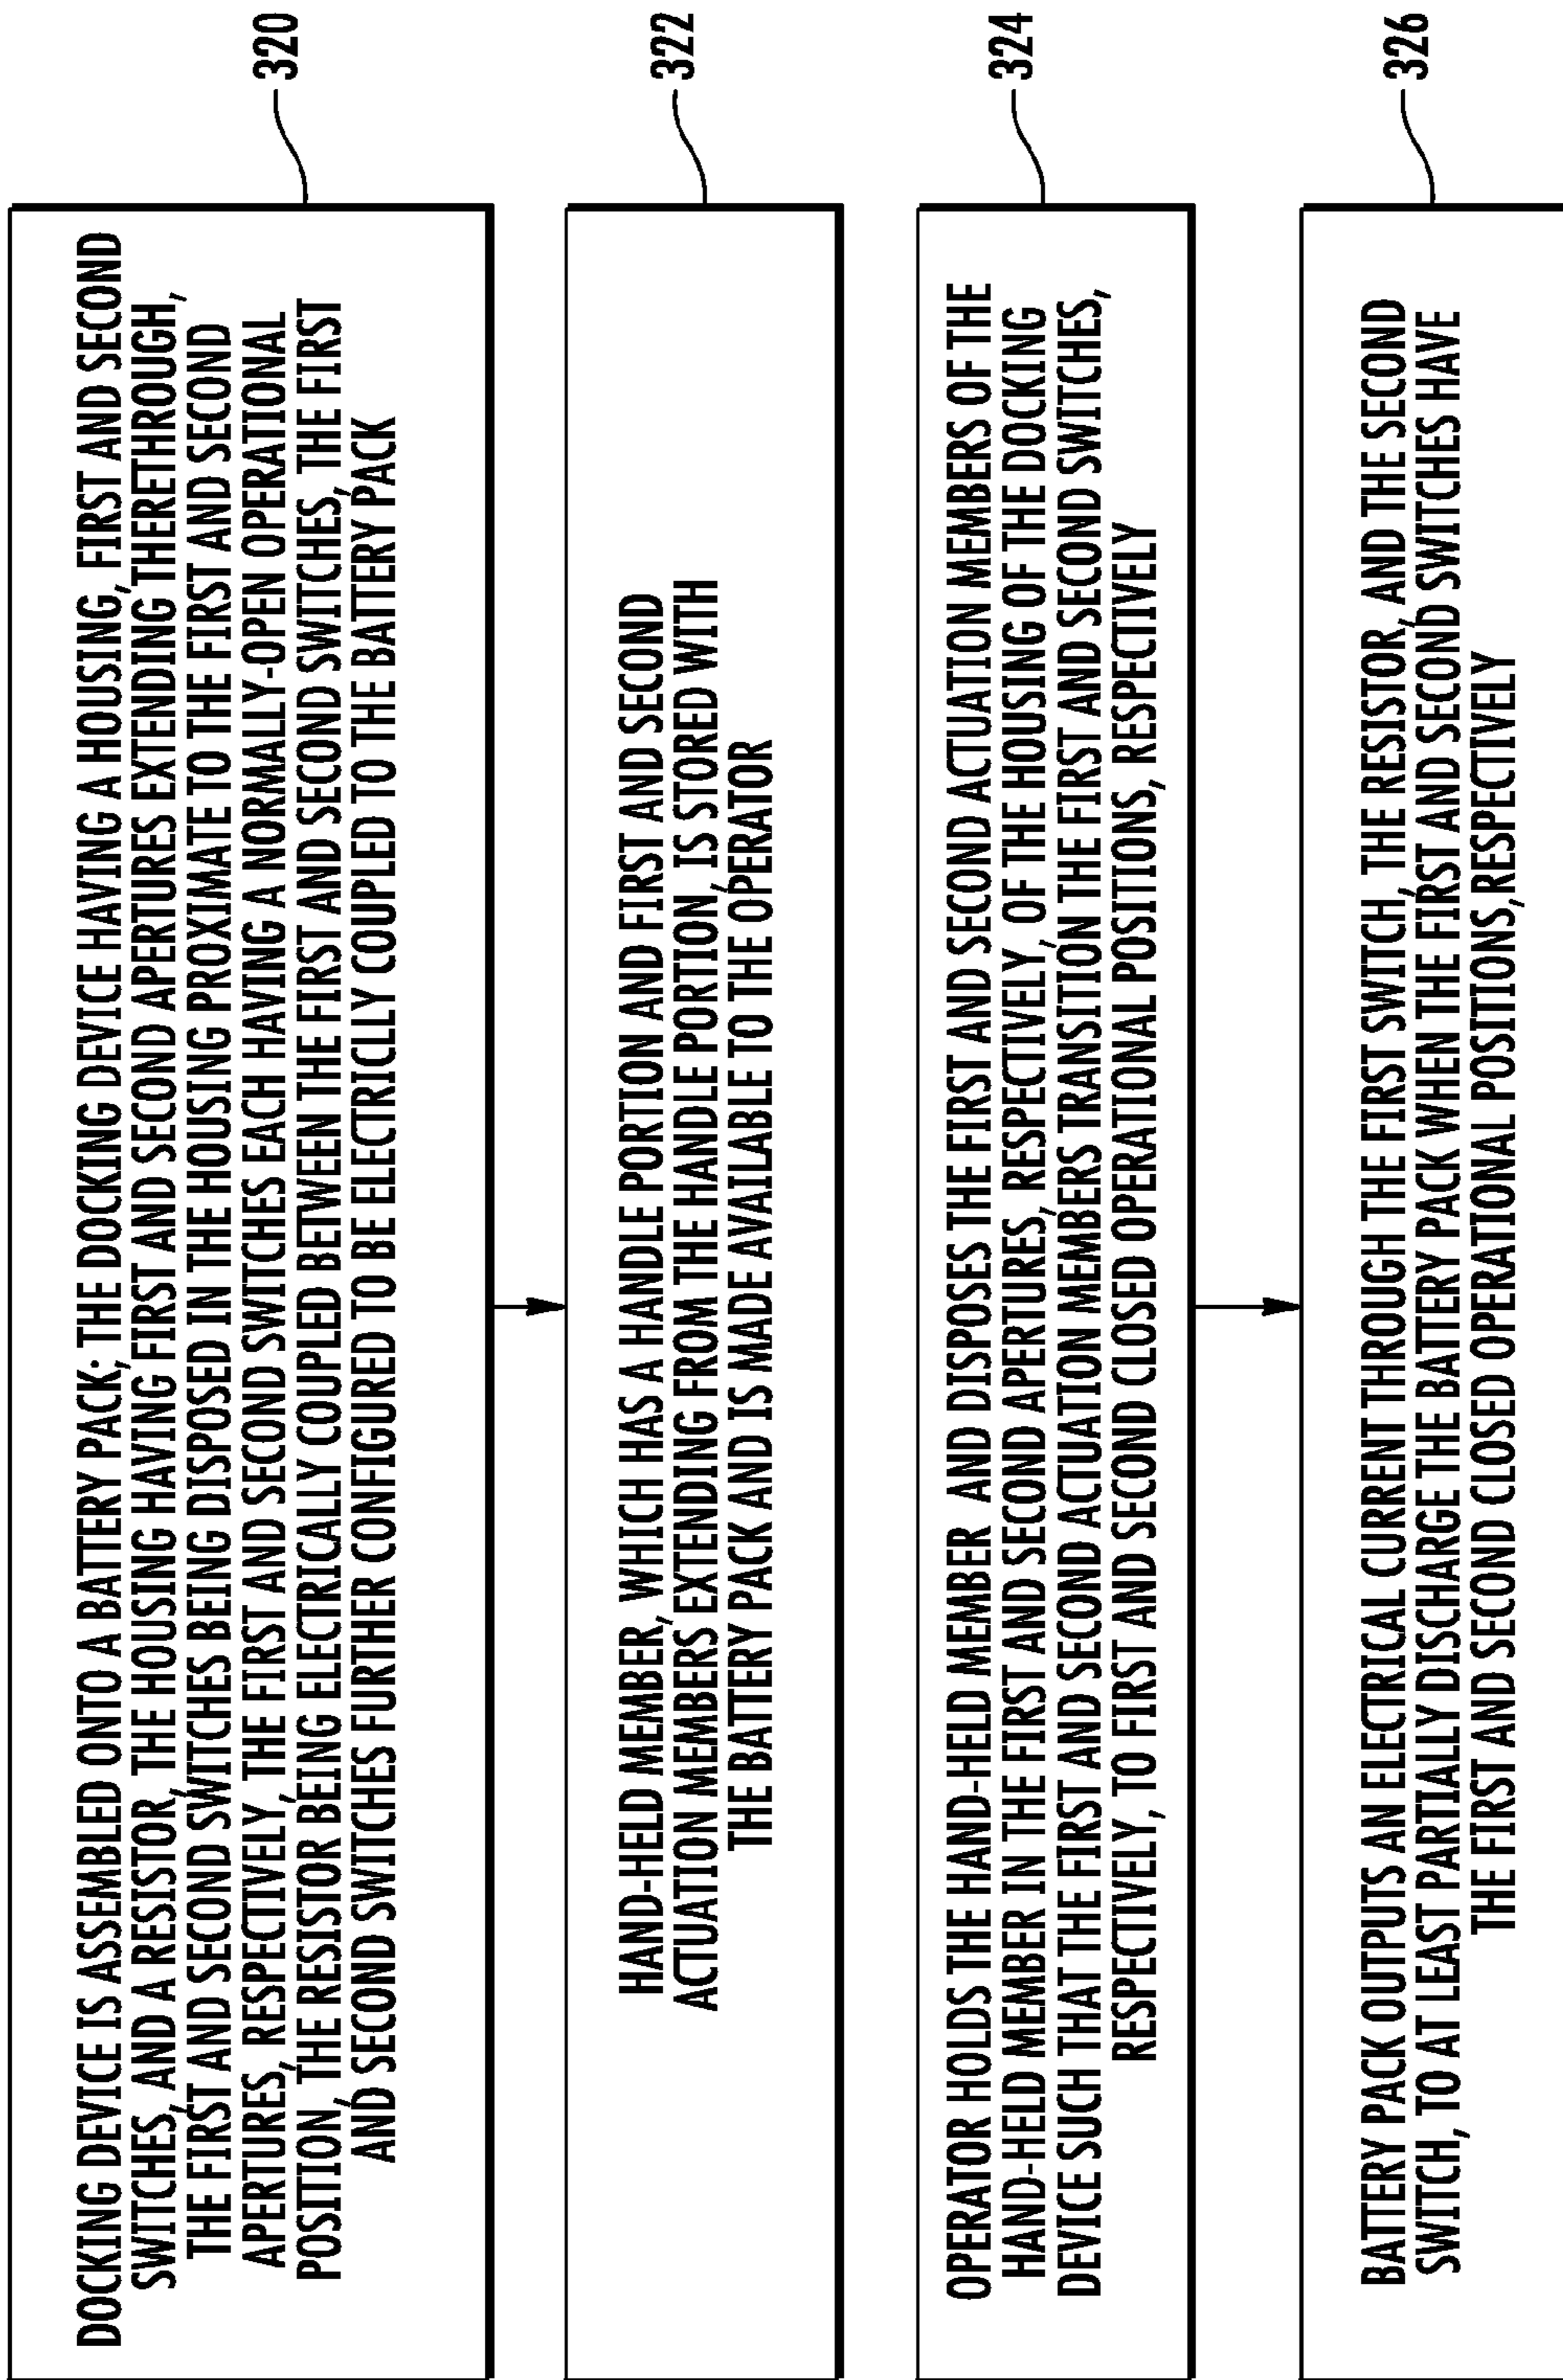 DOCKING DEVICE IS ASSEMBLED ONTO A BATTERY PACK; THE DOCKING DEVICE HAVING A HOUSING, FIRST AND SECOND
SWITCHES, AND A RESISTOR, THE HOUSING HAVING FIRST AND SECOND APERTURES EXTENDING THERETHROUGH,
THE FIRST AND SECOND SWITCHES BEING DISPOSED IN THE HOUSING PROXIMATE TO THE FIRST AND SECOND
APERTURES, RESPECTIVELY, THE FIRST AND SECOND SWITCHES EACH HAVING A NORMALLY-OPEN OPERATIONAL
POSITION, THE RESISTOR BEING ELECTRICALLY COUPLED BETWEEN THE FIRST AND SECOND SWITCHES, THE FIRST
AND SECOND SWITCHES FURTHER CONFIGURED TO BE ELECTRICLLY COUPLED TO THE BATTERY PACK
320
HAND-HELD MEMBER, WHICH HAS A HANDLE PORTION AND FIRST AND SECOND
ACTUATION MEMBERS EXTENDING FROM THE HANDLE PORTION, IS STORED WITH
THE BATTERY PACK AND IS MADE AVAILABLE TO THE OPERATOR
322
OPERATOR HOLDS THE HAND-HELD MEMBER AND DISPOSES THE FIRST AND SECOND ACTUATION MEMBERS OF THE
HAND-HELD MEMBER IN THE FIRST AND SECOND APERTURES, RESPECTIVELY, OF THE HOUSING OF THE DOCKING
DEVICE SUCH THAT THE FIRST AND SECOND ACTUATION MEMBERS TRANSITION THE FIRST AND SECOND SWITCHES,
RESPECTIVELY, TO FIRST AND SECOND CLOSED OPERATIONAL POSITIONS, RESPECTIVELY
324
BATTERY PACK OUTPUTS AN ELECTRICAL CURRENT THROUGH THE FIRST SWITCH, THE RESISTOR, AND THE SECOND
SWITCH, TO AT LEAST PARTIALLY DISCHARGE THE BATTERY PACK WHEN THE FIRST AND SECOND SWITCHES HAVE
THE FIRST AND SECOND CLOSED OPERATIONAL POSITIONS, RESPECTIVELY
326